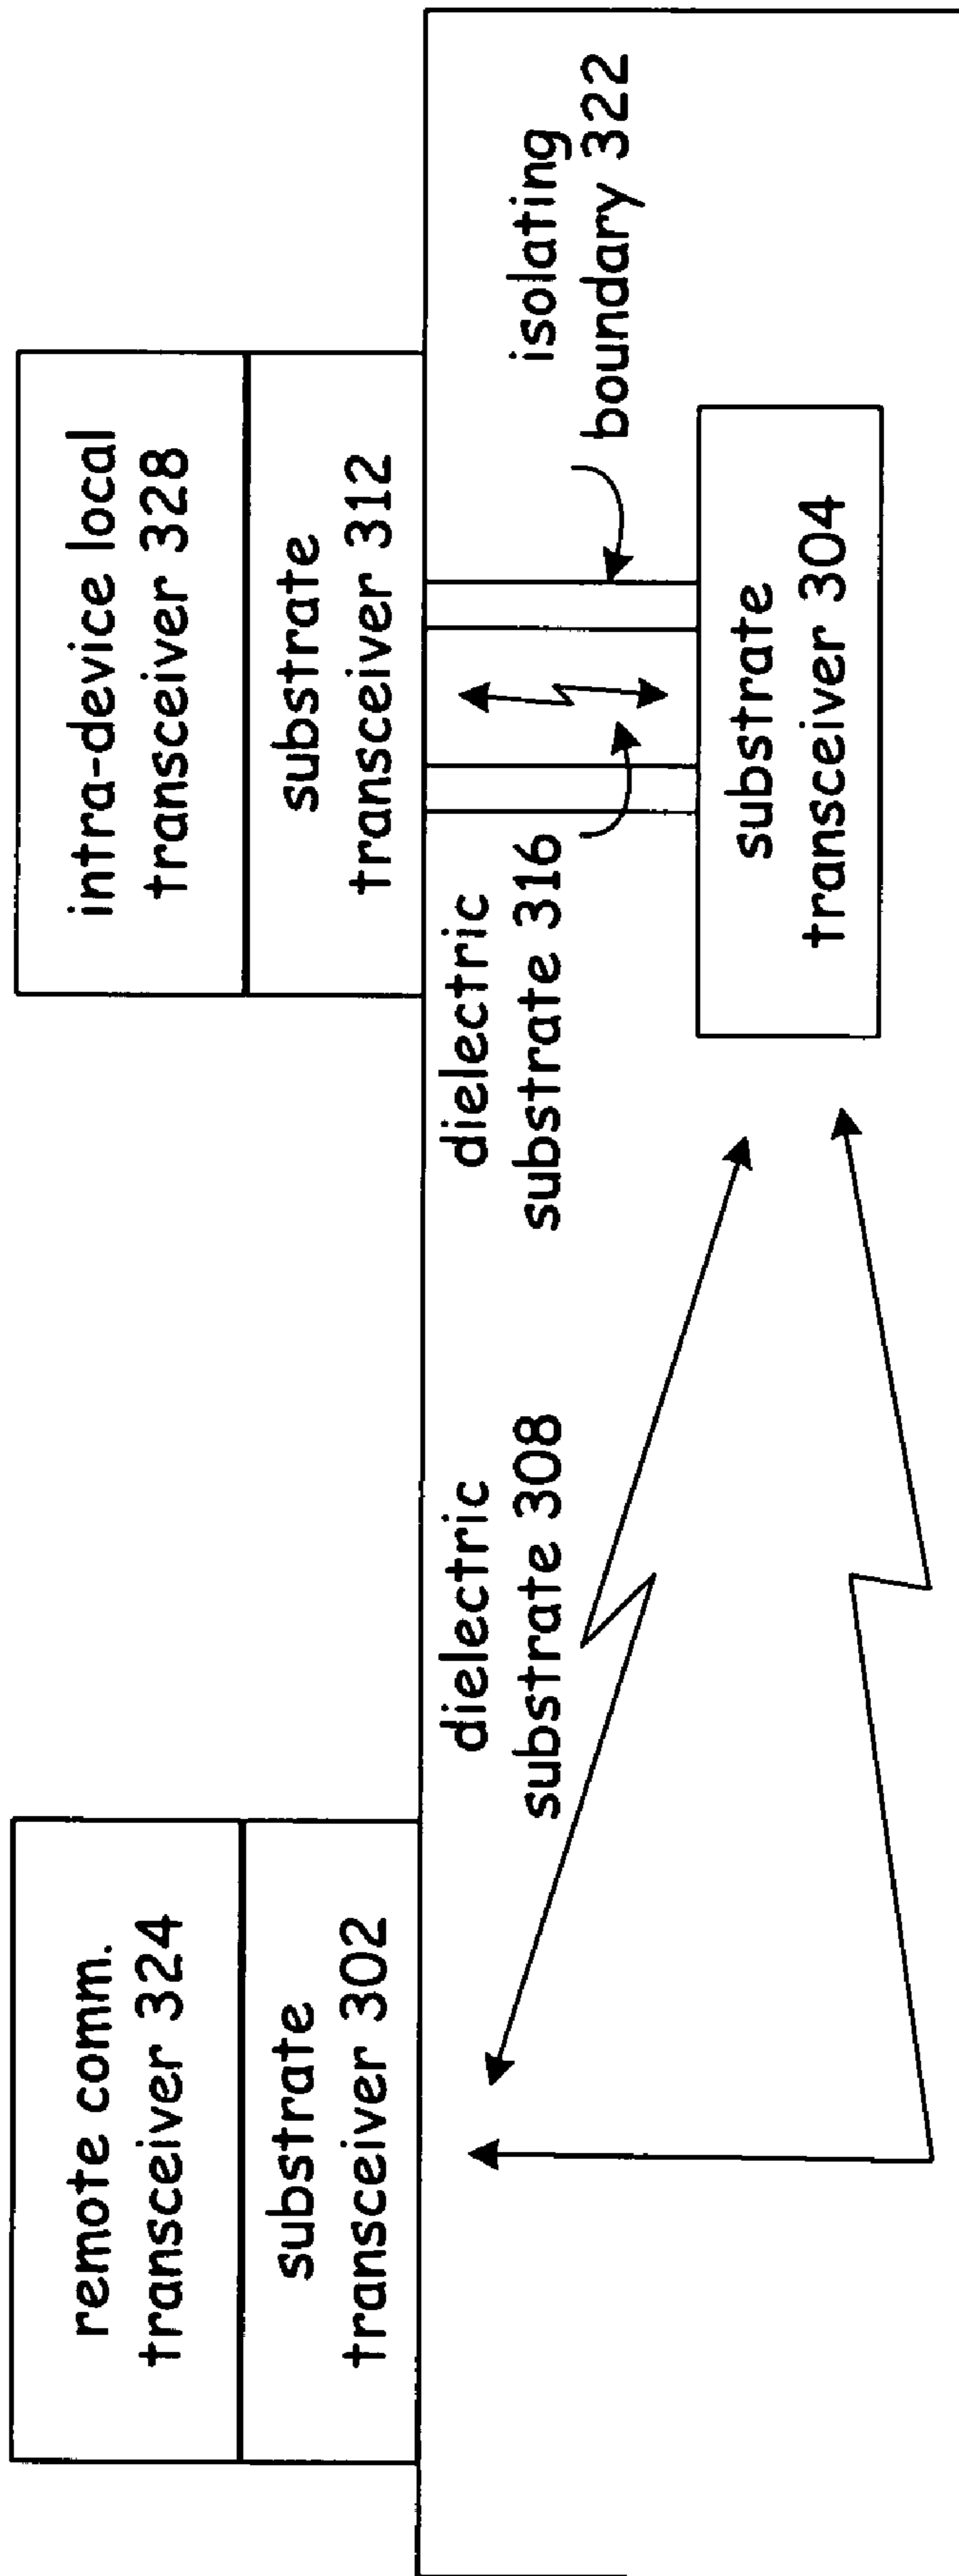 remote comm.
transceiver 324
substrate
transceiver 302
intra-device local
transceiver 328
substrate
transceiver 312
dielectric
substrate 308
dielectric
substrate 316
isolating
boundary 322
substrate
transceiver 304